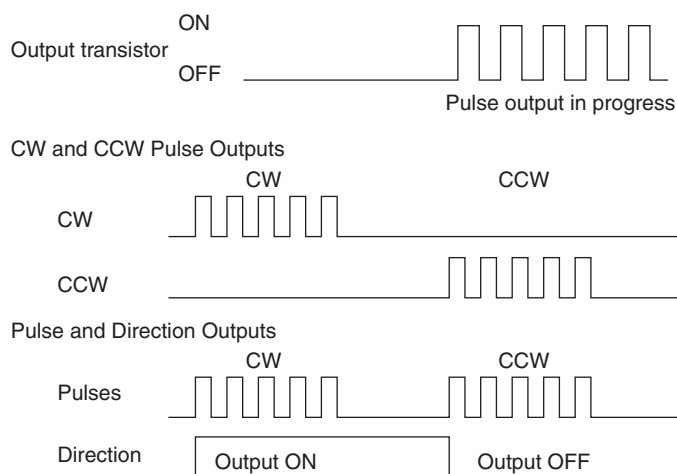 ON
Output transistor
OFF
Pulse output in progress
CW and CCW Pulse Outputs
CW CCW
CW
CCW
Pulse and Direction Outputs
CW CCW
Pulses
Direction Output ON Output OFF